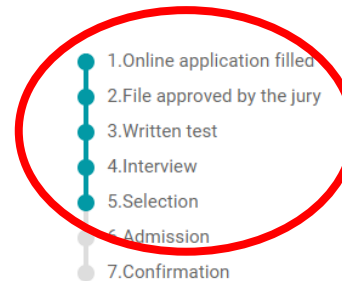 1.Online application filled
2.File approved by the jury
3.Written test
4.Interview
5.Selection
6.Admission
7.Confirmation